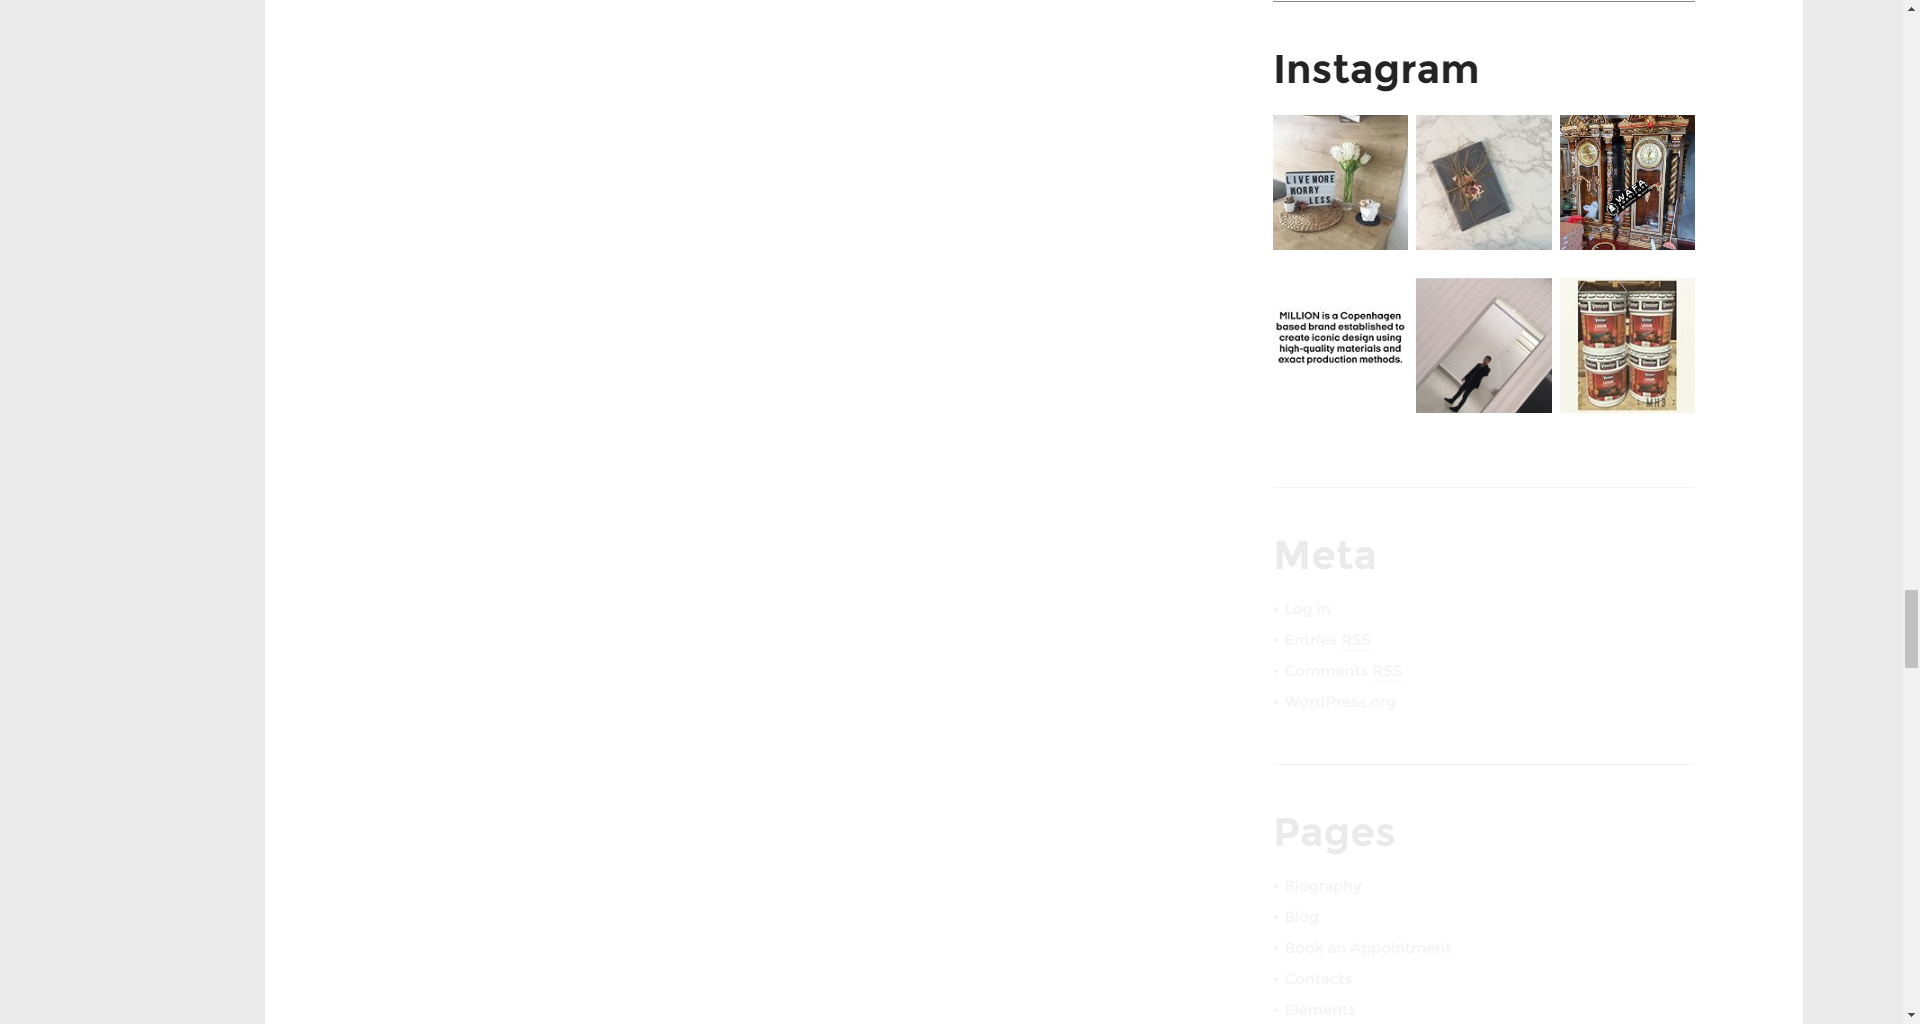 Instagram
LIVE MORE
WORRY
LESS
WAFA
MILLION is a Copenhagen
based brand established to
create iconic design using
high-quality materials and
exact production methods.
: MH3 :
Meta
• Log in
• Entries RSS
• Comments RSS
• WordPress.org
Pages
• Biography
• Blog
• Book an Appointment
• Contacts
• Elements